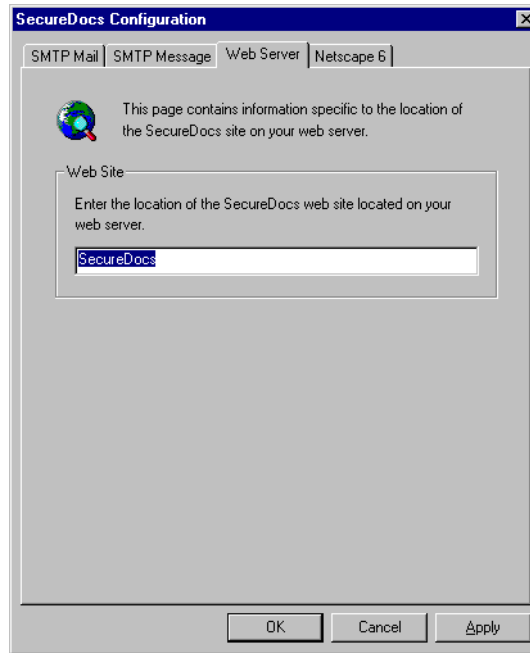 SecureDocs Configuration
SMTP Mail SMTP Message Web Server Netscape 6
This page contains information specific to the location of
the SecureDocs site on your web server.
Web Site
Enter the location of the SecureDocs web site located on your
web server.
SecureDocs
OK Cancel Apply